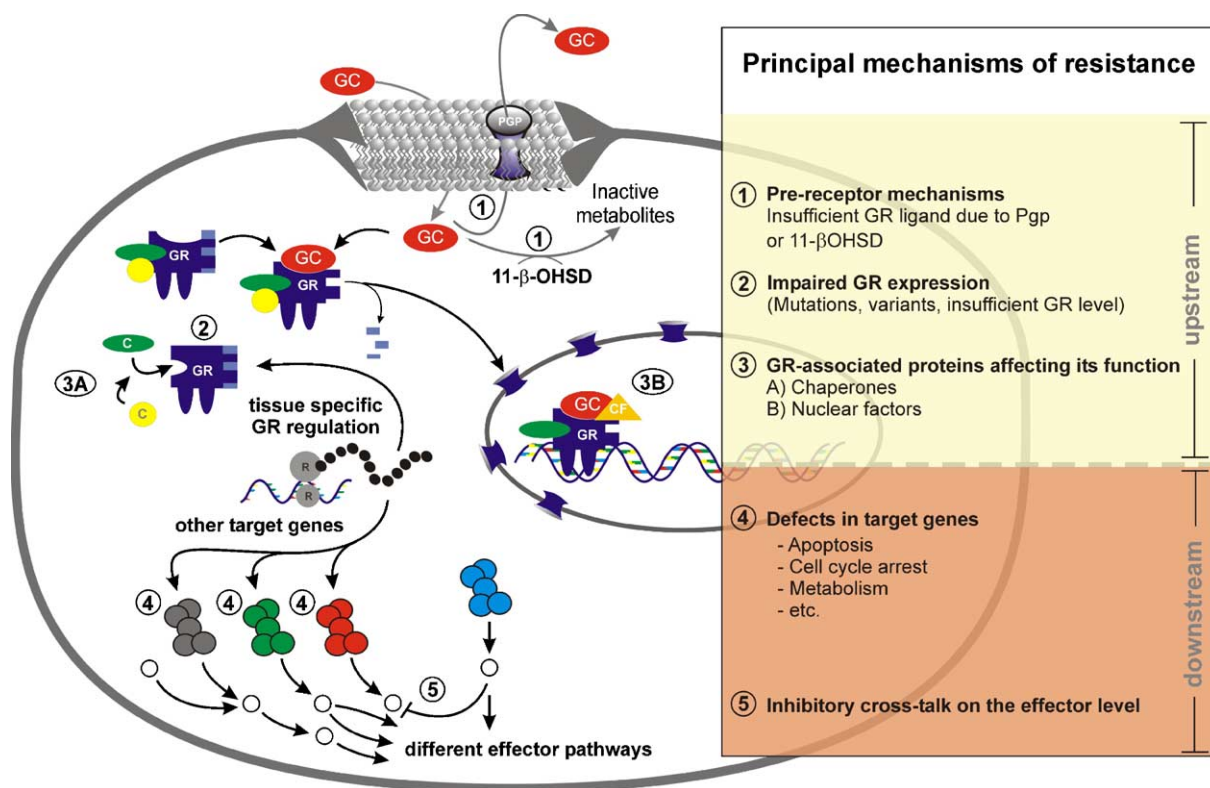 GC
GC
PGP
GC
1
Inactive
metabolites
1
11-β-OHSD
GR
GC
GR
2
C
GR
3A
C
tissue specific
GR regulation
R
R
other target genes
3B
GC
CF
GR
4
4
4
5
different effector pathways
Principal mechanisms of resistance
1 Pre-receptor mechanisms
Insufficient GR ligand due to Pgp
or 11-βOHSD
2 Impaired GR expression
(Mutations, variants, insufficient GR level)
3 GR-associated proteins affecting its function
A) Chaperones
B) Nuclear factors
upstream
4 Defects in target genes
- Apoptosis
- Cell cycle arrest
- Metabolism
- etc.
5 Inhibitory cross-talk on the effector level
downstream